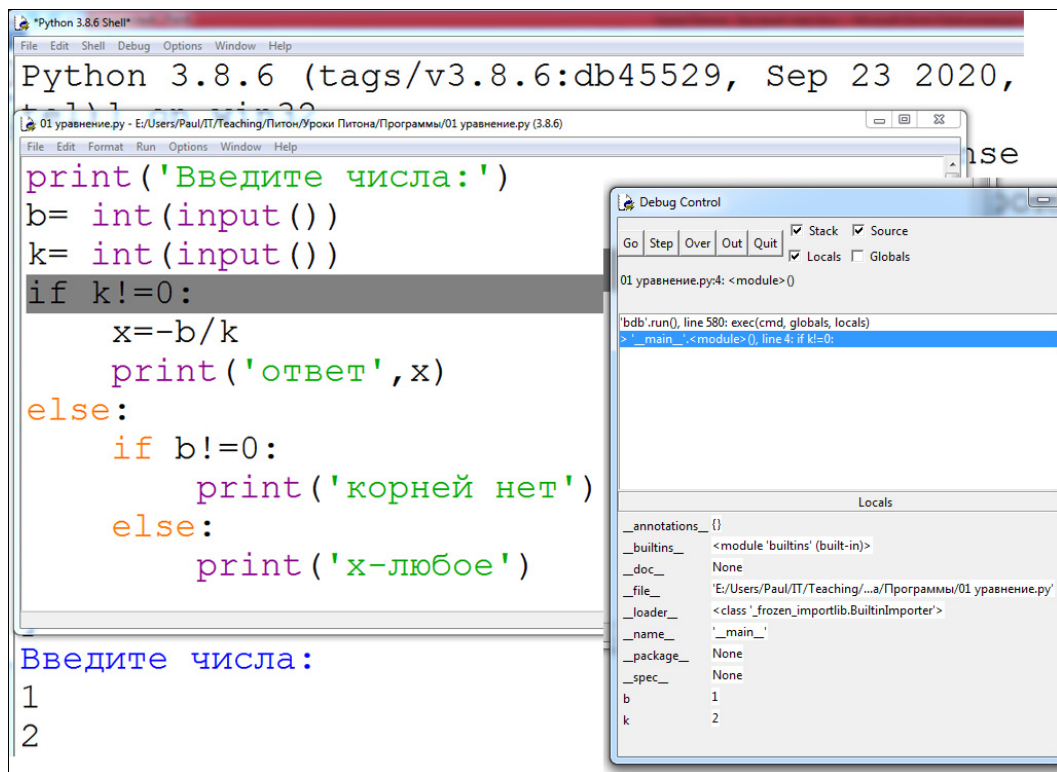 *Python 3.8.6 Shell*
File Edit Shell Debug Options Window Help
Python 3.8.6 (tags/v3.8.6:db45529, Sep 23 2020,
tel)] on win32
nse
01 уравнение.py - E:/Users/Paul/IT/Teaching/Питон/Уроки Питона/Программы/01 уравнение.py (3.8.6)
File Edit Format Run Options Window Help
print('Введите числа:')
b= int(input())
k= int(input())
if k!=0:
    x=-b/k
    print('ответ',x)
else:
    if b!=0:
        print('корней нет')
    else:
        print('х-любое')
Введите числа:
1
2
Debug Control
Go Step Over Out Quit Stack Source
Locals Globals
01 уравнение.py:4: <module>()
'bdb'.run(), line 580: exec(cmd, globals, locals)
> '__main__'.<module>(), line 4: if k!=0:
Locals
__annotations__ {}
__builtins__ <module 'builtins' (built-in)>
__doc__ None
__file__ 'E:/Users/Paul/IT/Teaching/...а/Программы/01 уравнение.py'
__loader__ <class '_frozen_importlib.BuiltinImporter'>
__name__ '__main__'
__package__ None
__spec__ None
b 1
k 2